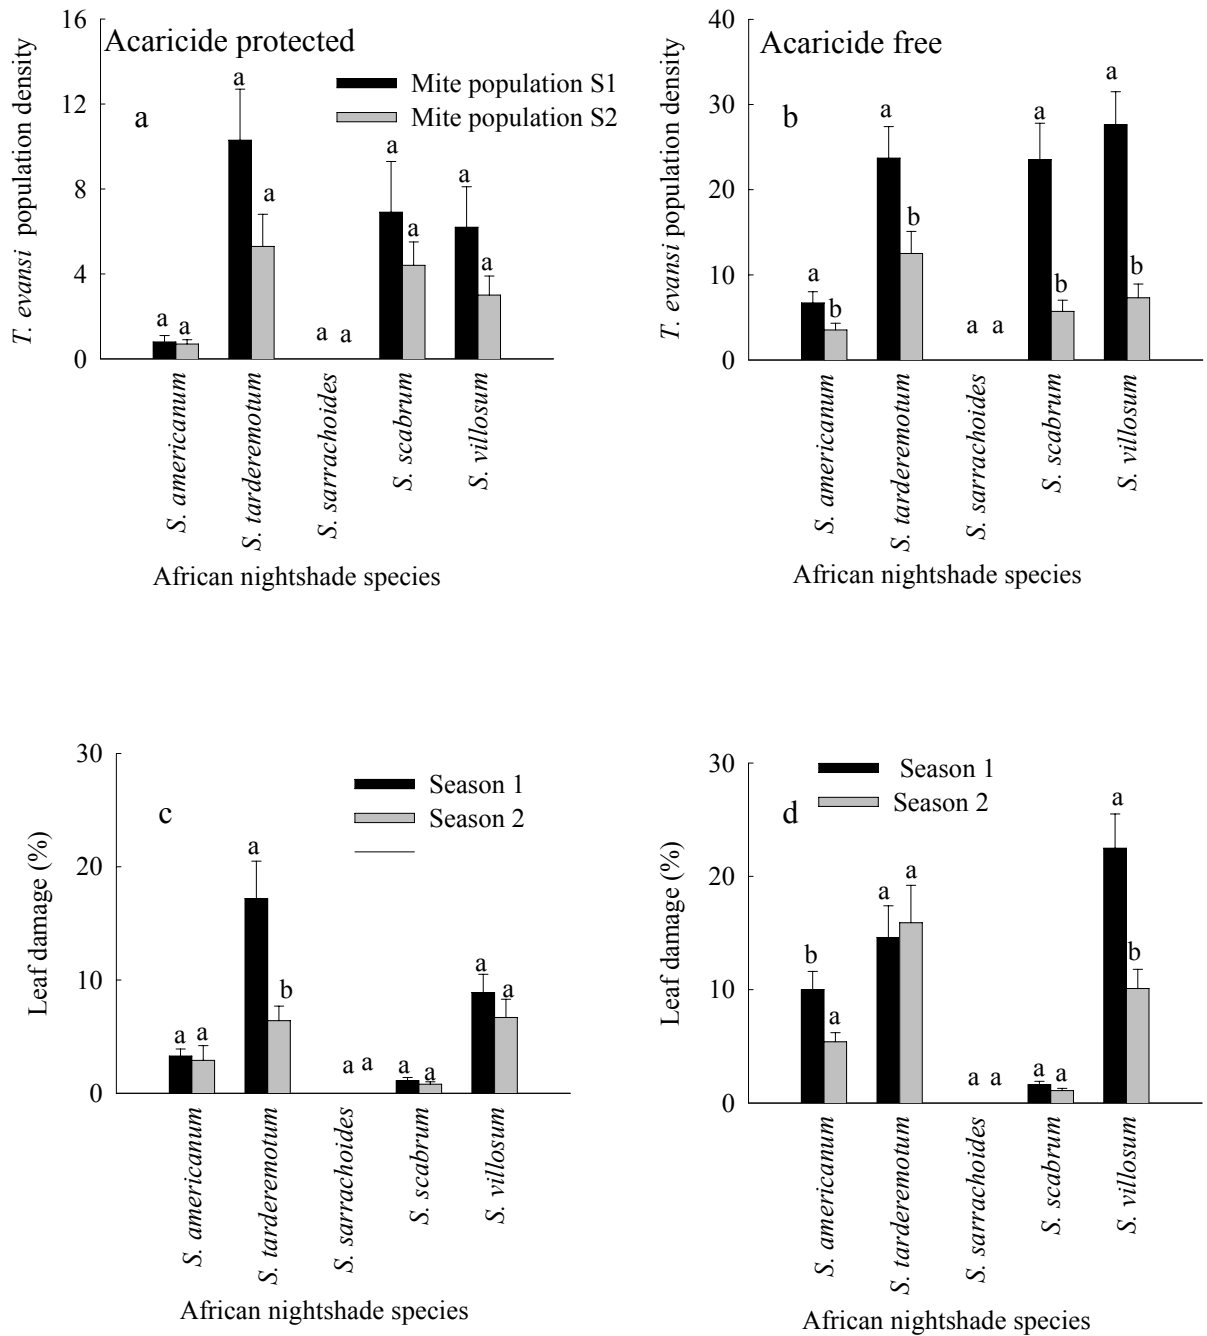 Acaricide protected
Mite population S1
Mite population S2
a
T. evansi population density
16
12
8
4
0
a
a
a
a
a
a
a
a
a
a
S. americanum
S. tarderemotum
S. sarrachoides
S. scabrum
S. villosum
African nightshade species
Acaricide free
b
T. evansi population density
40
30
20
10
0
a
b
a
b
a
a
a
b
a
b
S. americanum
S. tarderemotum
S. sarrachoides
S. scabrum
S. villosum
African nightshade species
Season 1
Season 2
c
Leaf damage (%)
30
20
10
0
a
a
a
b
a
a
a
a
a
a
S. americanum
S. tarderemotum
S. sarrachoides
S. scabrum
S. villosum
African nightshade species
Season 1
Season 2
d
Leaf damage (%)
30
20
10
0
b
a
a
a
a
a
a
a
a
b
S. americanum
S. tarderemotum
S. sarrachoides
S. scabrum
S. villosum
African nightshade species